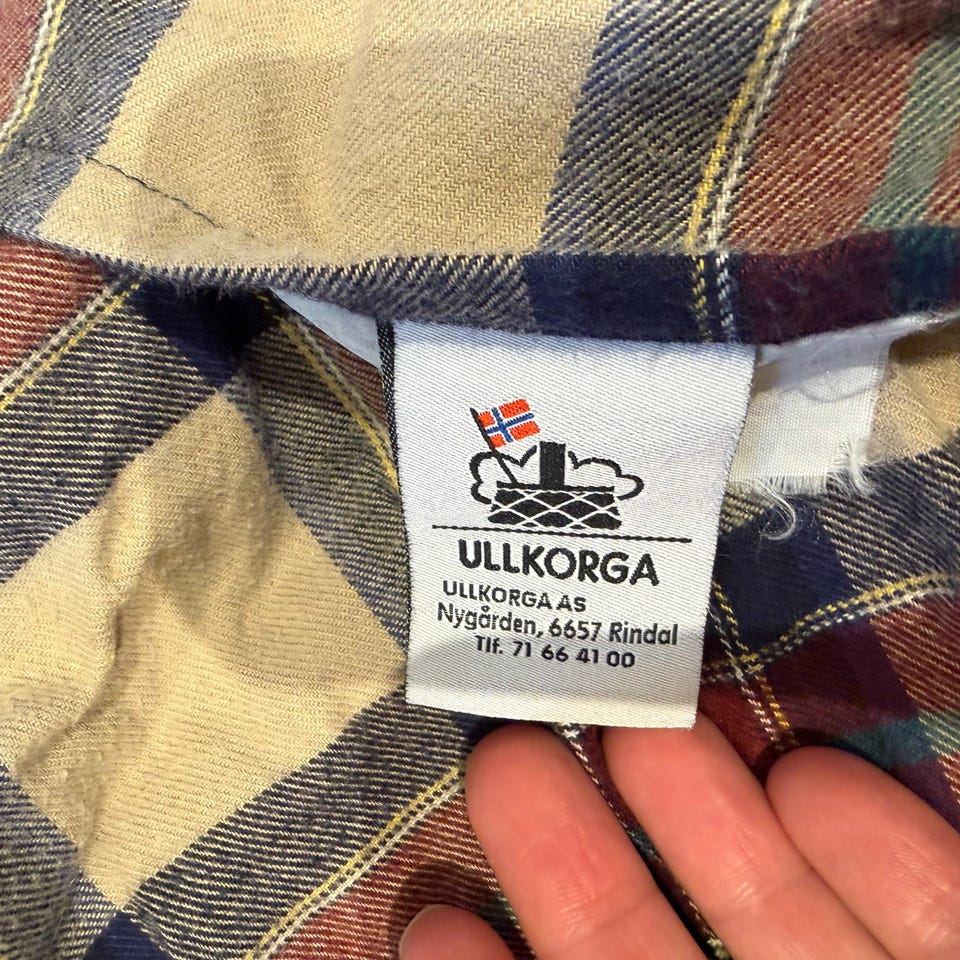 ULLKORGA
ULLKORGA AS
Nygården, 6657 Rindal
Tlf. 71 66 41 00